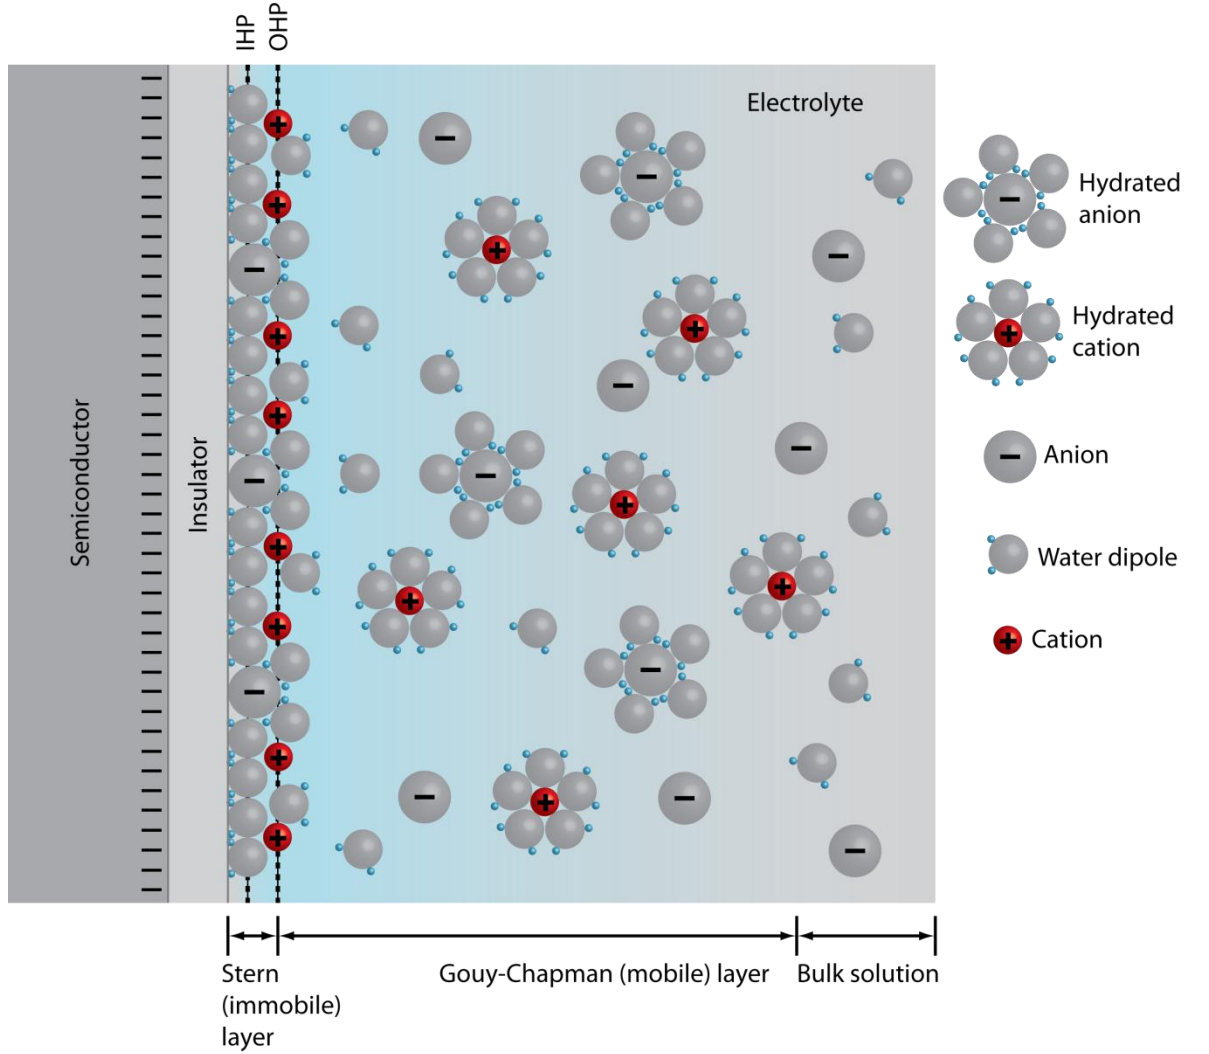 IHP
OHP
Electrolyte
Semiconductor
Insulator
Hydrated
anion
Hydrated
cation
Anion
Water dipole
Cation
Stern
(immobile)
layer
Gouy-Chapman (mobile) layer
Bulk solution